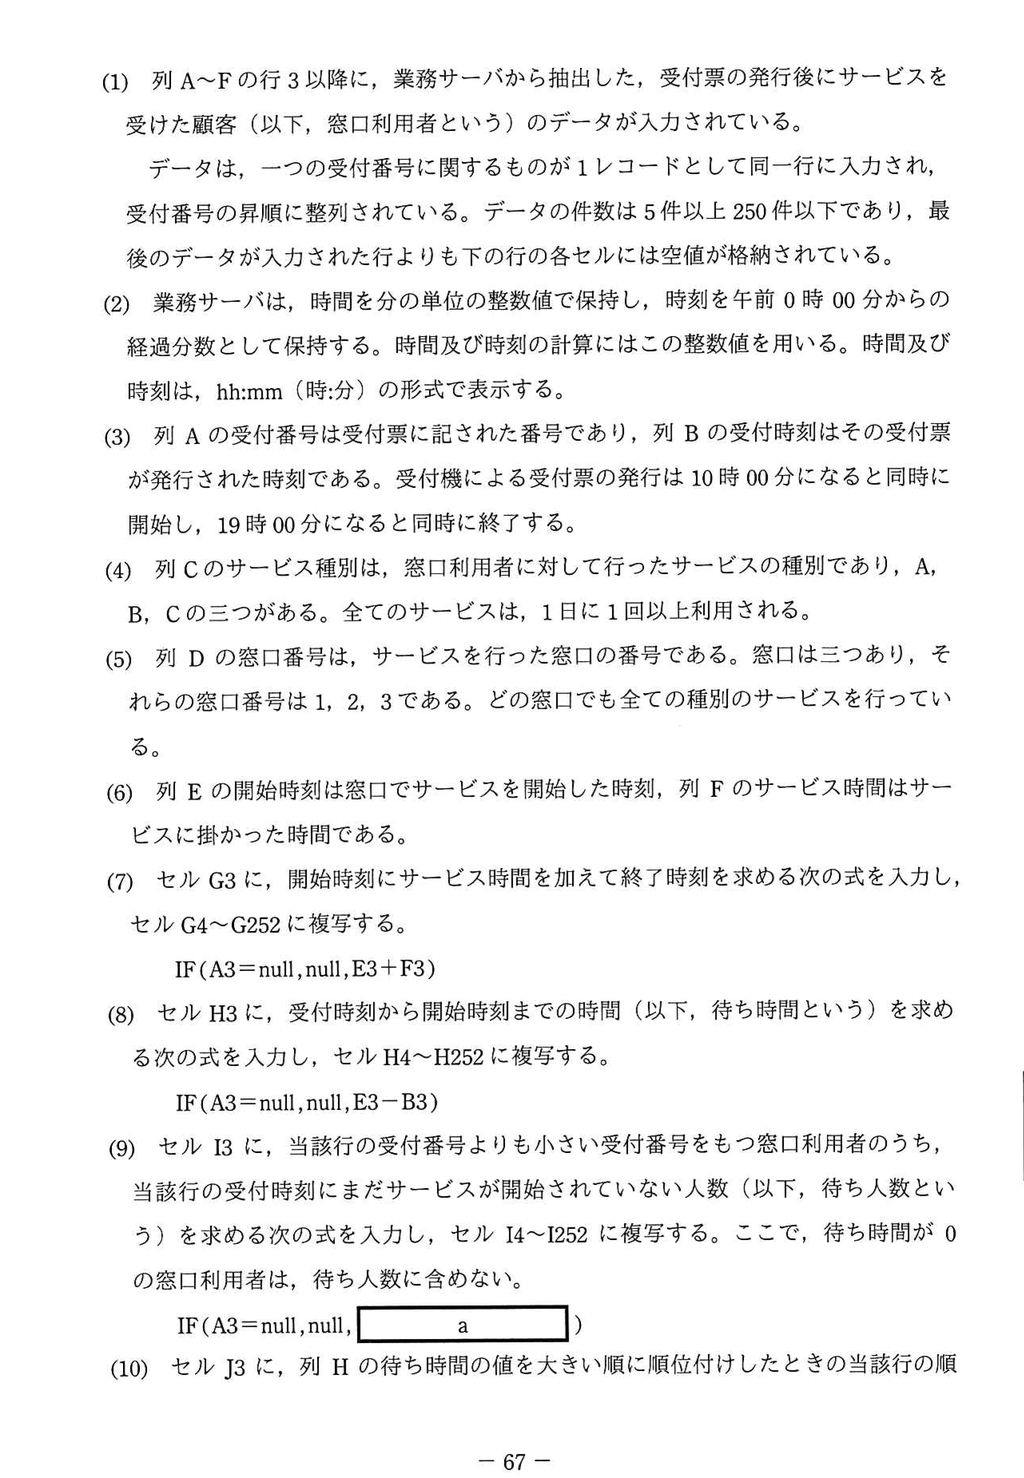 (1) 列 A～F の行 3 以降に，業務サーバから抽出した，受付票の発行後にサービスを
受けた顧客（以下，窓口利用者という）のデータが入力されている。
データは，一つの受付番号に関するものが 1 レコードとして同一行に入力され，
受付番号の昇順に整列されている。データの件数は 5 件以上 250 件以下であり，最
後のデータが入力された行よりも下の行の各セルには空値が格納されている。
(2) 業務サーバは，時間を分の単位の整数値で保持し，時刻を午前 0 時 00 分からの
経過分数として保持する。時間及び時刻の計算にはこの整数値を用いる。時間及び
時刻は，hh:mm（時:分）の形式で表示する。
(3) 列 A の受付番号は受付票に記された番号であり，列 B の受付時刻はその受付票
が発行された時刻である。受付機による受付票の発行は 10 時 00 分になると同時に
開始し，19 時 00 分になると同時に終了する。
(4) 列 C のサービス種別は，窓口利用者に対して行ったサービスの種別であり，A，
B，C の三つがある。全てのサービスは，1 日に 1 回以上利用される。
(5) 列 D の窓口番号は，サービスを行った窓口の番号である。窓口は三つあり，そ
れらの窓口番号は 1，2，3 である。どの窓口でも全ての種別のサービスを行ってい
る。
(6) 列 E の開始時刻は窓口でサービスを開始した時刻，列 F のサービス時間はサー
ビスに掛かった時間である。
(7) セル G3 に，開始時刻にサービス時間を加えて終了時刻を求める次の式を入力し，
セル G4～G252 に複写する。
IF(A3＝null,null,E3＋F3)
(8) セル H3 に，受付時刻から開始時刻までの時間（以下，待ち時間という）を求め
る次の式を入力し，セル H4～H252 に複写する。
IF(A3＝null,null,E3－B3)
(9) セル I3 に，当該行の受付番号よりも小さい受付番号をもつ窓口利用者のうち，
当該行の受付時刻にまだサービスが開始されていない人数（以下，待ち人数とい
う）を求める次の式を入力し，セル I4～I252 に複写する。ここで，待ち時間が 0
の窓口利用者は，待ち人数に含めない。
IF(A3＝null,null, a )
(10) セル J3 に，列 H の待ち時間の値を大きい順に順位付けしたときの当該行の順
－ 67 －